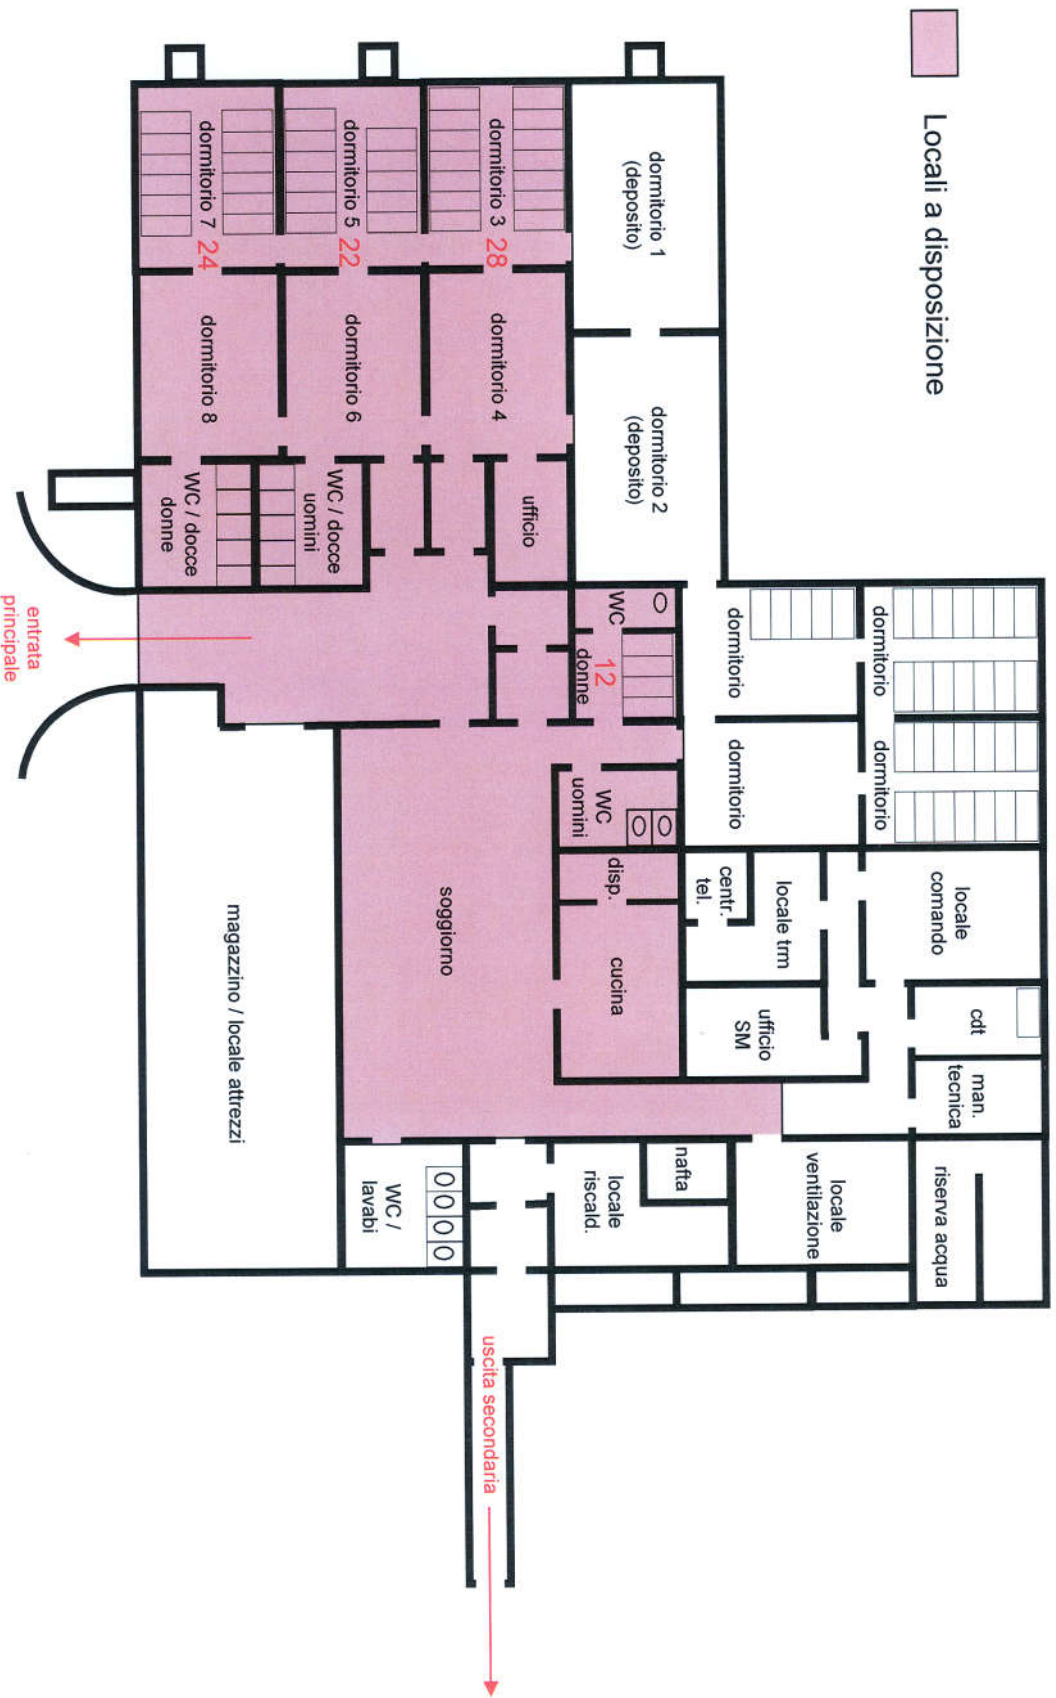 Locali a disposizione
dormitorio 1
(deposito)
dormitorio 2
(deposito)
dormitorio 3
28
dormitorio 4
ufficio
dormitorio 5
22
dormitorio 6
dormitorio 7
24
dormitorio 8
WC / docce
uomini
WC / docce
donne
entrata
principale
WC
donne
12
WC
uomini
dormitorio
dormitorio
dormitorio
dormitorio
disp.
cucina
soggiorno
centr.
tel.
locale trm
ufficio
SM
locale
comando
cdt
man.
tecnica
riserva acqua
locale
ventilazione
nafta
locale
riscald.
WC /
lavabi
magazzino / locale attrezzi
uscita secondaria